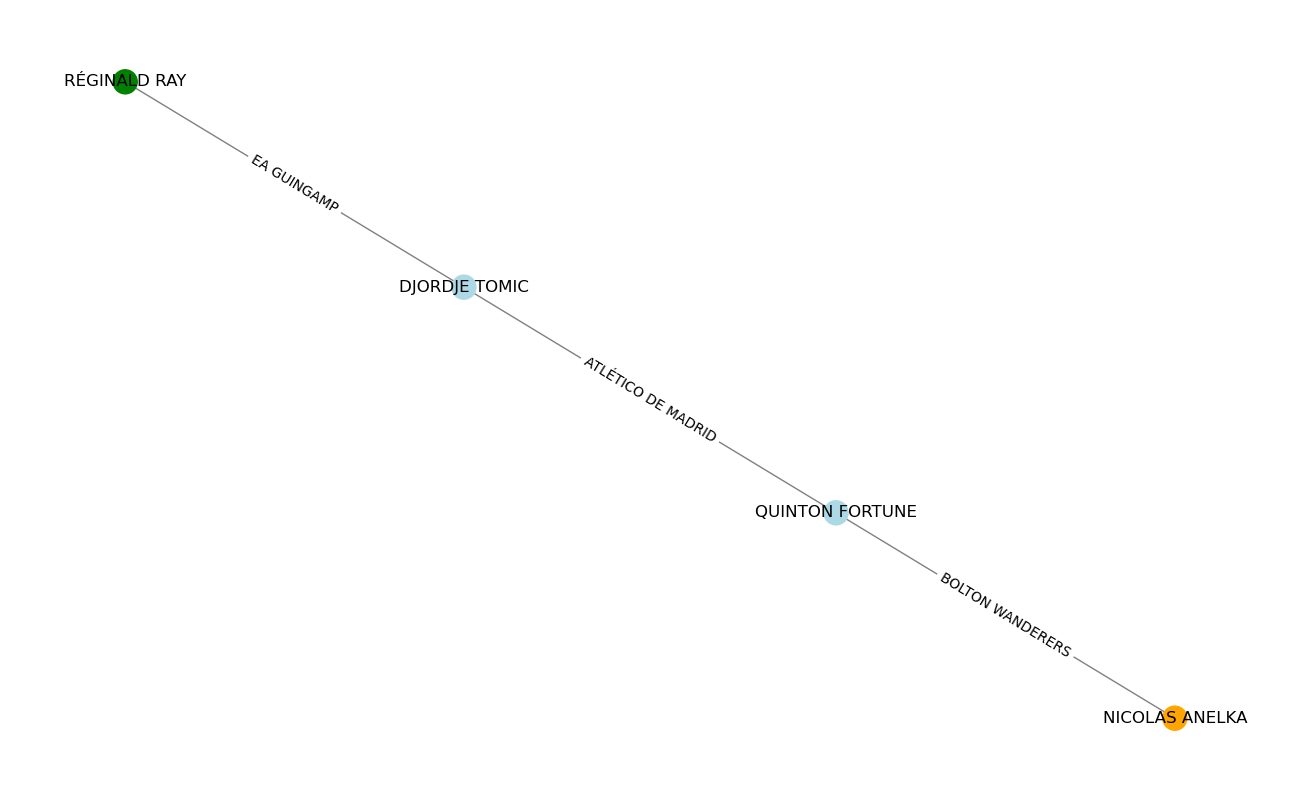 RÉGINALD RAY
EA GUINGAMP
DJORDJE TOMIC
ATLÉTICO DE MADRID
QUINTON FORTUNE
BOLTON WANDERERS
NICOLAS ANELKA